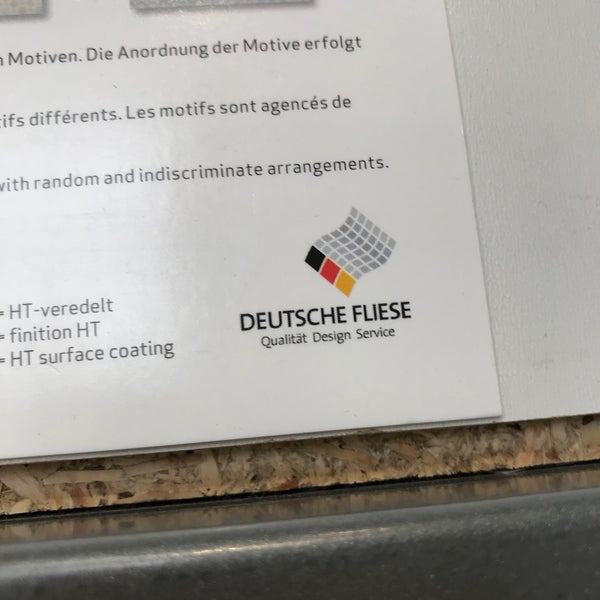 Motiven. Die Anordnung der Motive erfolgt
ifs différents. Les motifs sont agencés de
with random and indiscriminate arrangements.
= HT-veredelt
= finition HT
= HT surface coating
DEUTSCHE FLIESE
Qualität Design Service